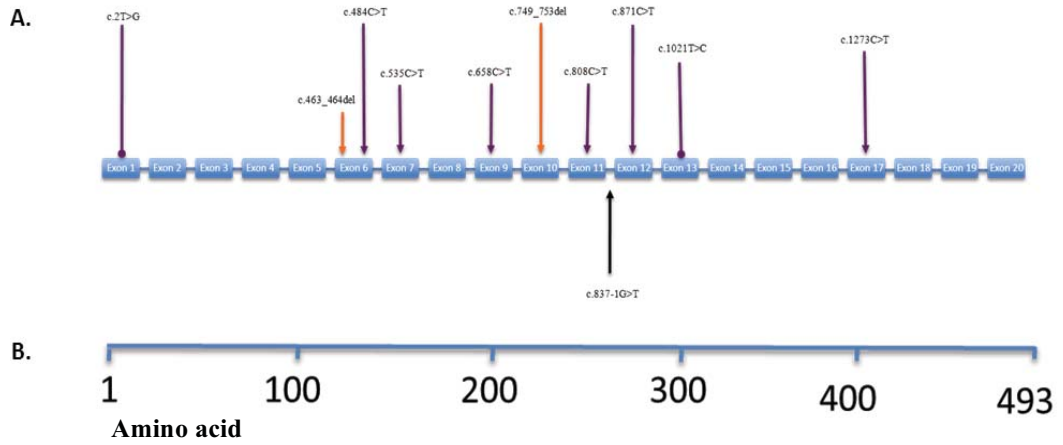 A.
c.2T>G
c.484C>T
c.749_753del
c.871C>T
c.1273C>T
c.1021T>C
c.535C>T
c.658C>T
c.808C>T
c.463_464del
Exon 1 Exon 2 Exon 3 Exon 4 Exon 5 Exon 6 Exon 7 Exon 8 Exon 9 Exon 10 Exon 11 Exon 12 Exon 13 Exon 14 Exon 15 Exon 16 Exon 17 Exon 18 Exon 19 Exon 20
c.837-1G>T
B.
1 100 200 300 400 493
Amino acid